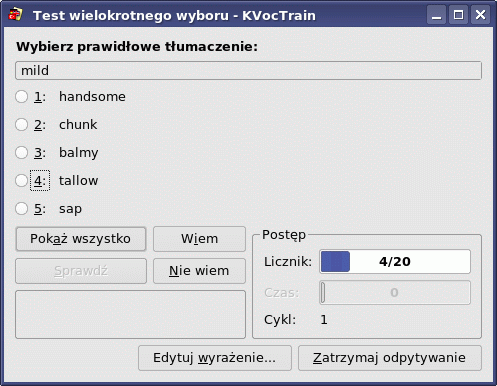 Test wielokrotnego wyboru - KVocTrain
Wybierz prawidłowe tłumaczenie:
mild
1: handsome
2: chunk
3: balmy
4: tallow
5: sap
Pokaż wszystko
Wiem
Sprawdź
Nie wiem
Postęp
Licznik: 4/20
Czas: 0
Cykl: 1
Edytuj wyrażenie...
Zatrzymaj odpytywanie